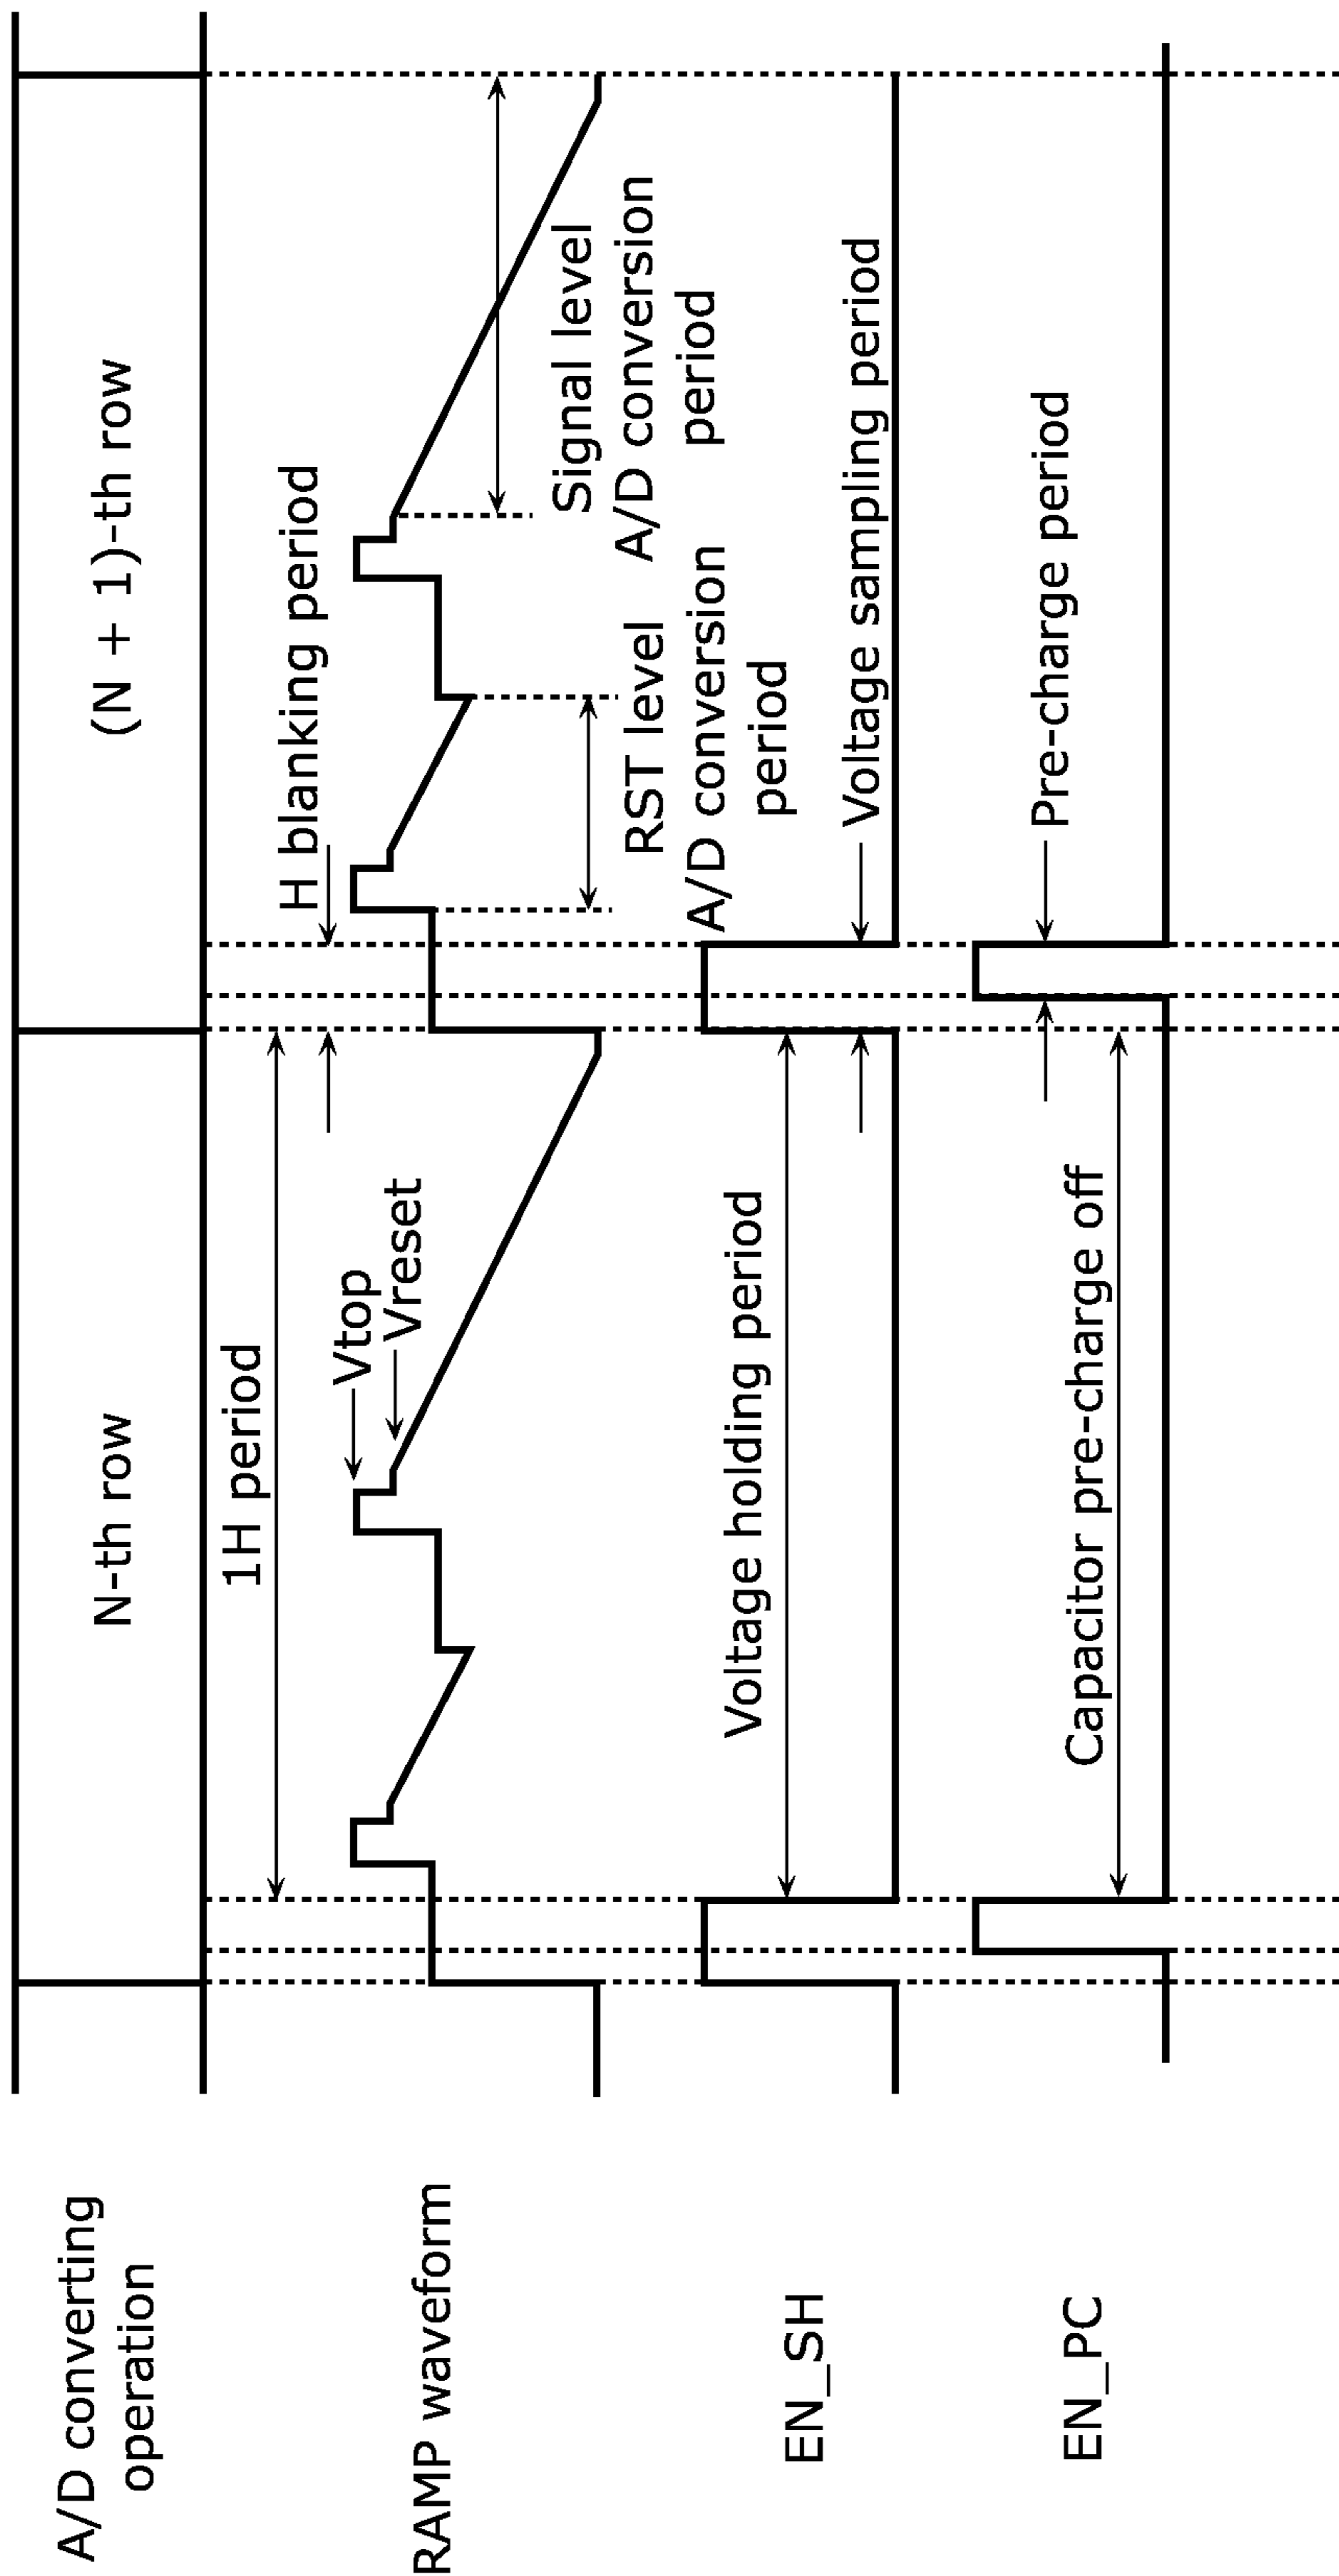 A/D converting
operation
N-th row
(N + 1)-th row
1H period
H blanking period
RAMP waveform
Vtop
Vreset
Signal level
A/D conversion
period
RST level
A/D conversion
period
EN_SH
Voltage holding period
Voltage sampling period
EN_PC
Capacitor pre-charge off
Pre-charge period